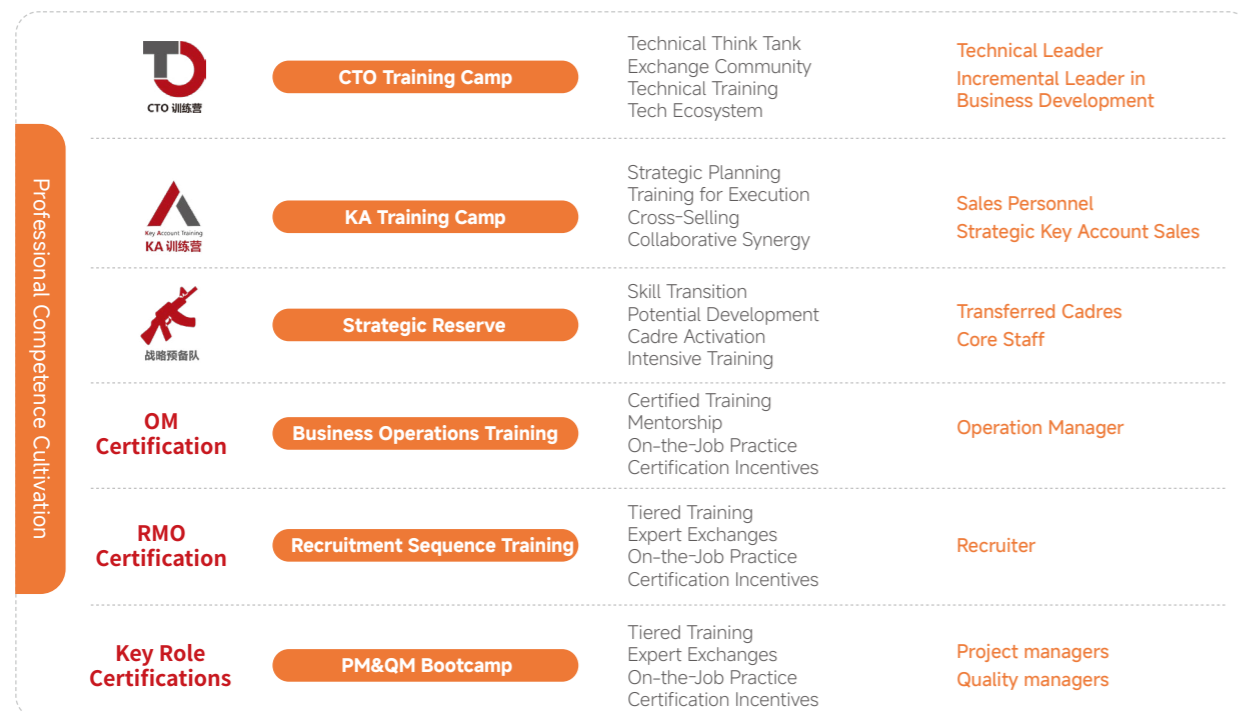 Professional Competence Cultivation
CTO 训练营
CTO Training Camp
Technical Think Tank
Exchange Community
Technical Training
Tech Ecosystem
Technical Leader
Incremental Leader in
Business Development
Key Account Training
KA 训练营
KA Training Camp
Strategic Planning
Training for Execution
Cross-Selling
Collaborative Synergy
Sales Personnel
Strategic Key Account Sales
战略预备队
Strategic Reserve
Skill Transition
Potential Development
Cadre Activation
Intensive Training
Transferred Cadres
Core Staff
OM
Certification
Business Operations Training
Certified Training
Mentorship
On-the-Job Practice
Certification Incentives
Operation Manager
RMO
Certification
Recruitment Sequence Training
Tiered Training
Expert Exchanges
On-the-Job Practice
Certification Incentives
Recruiter
Key Role
Certifications
PM&QM Bootcamp
Tiered Training
Expert Exchanges
On-the-Job Practice
Certification Incentives
Project managers
Quality managers